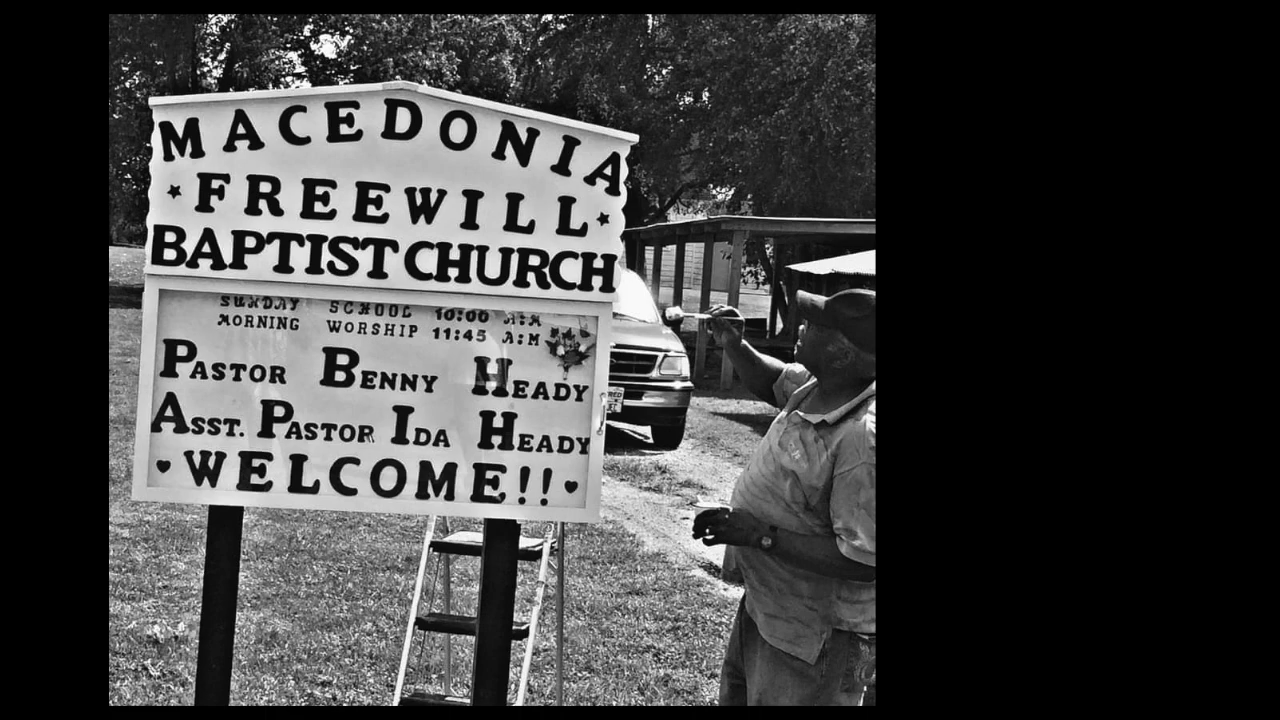 MACEDONIA
FREEWILL
BAPTIST CHURCH
SUNDAY SCHOOL 10:00 A:M
MORNING WORSHIP 11:45 A:M
PASTOR BENNY HEADY
ASST. PASTOR IDA HEADY
WELCOME!!